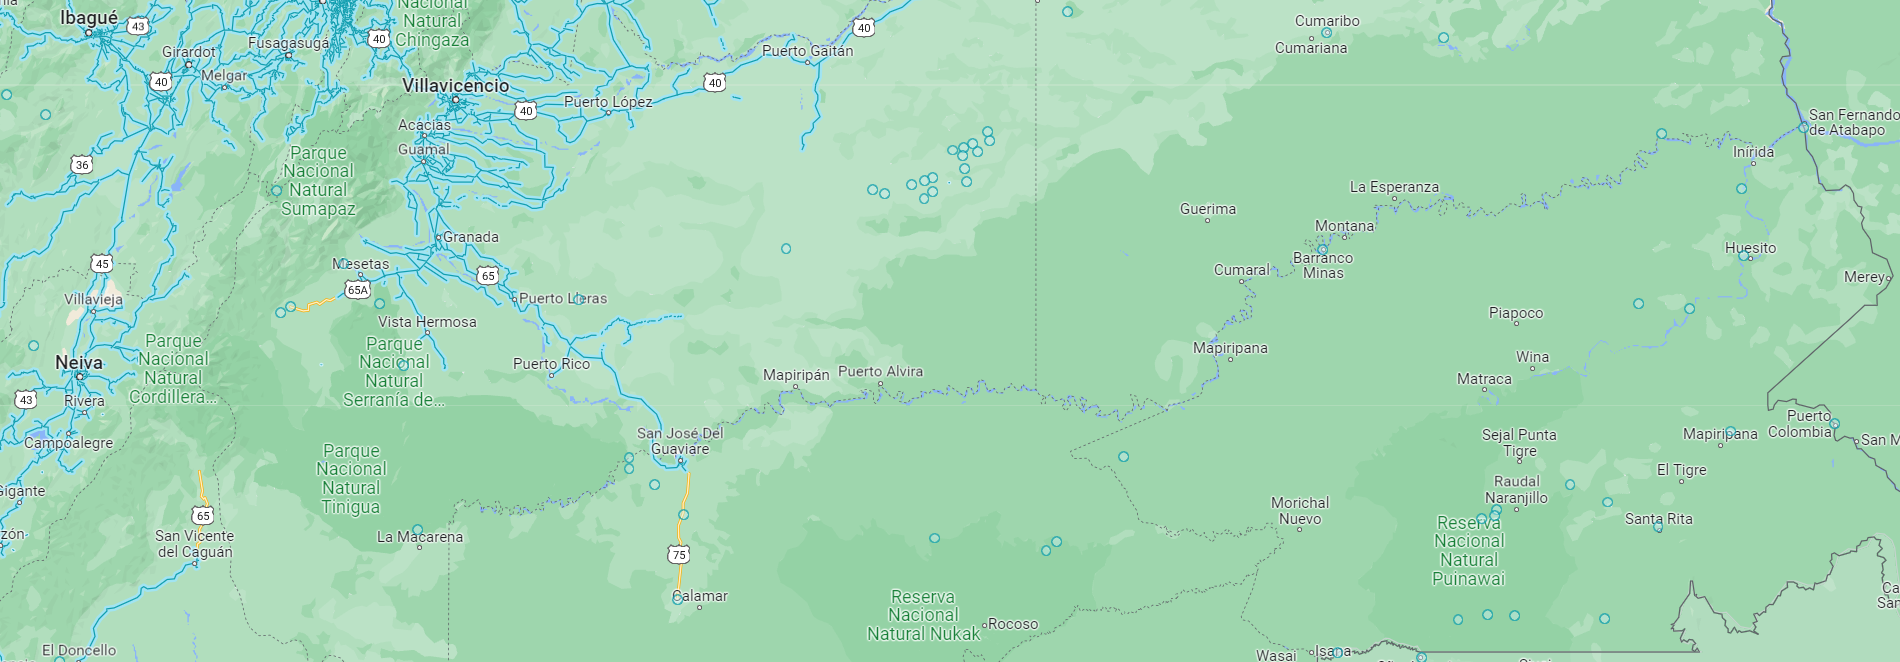 Ibagué
43
Nacional
Natural
Chingaza
Girardot
Fusagasugá
40
Melgar
40
Villavicencio
40
Puerto López
40
Puerto Gaitán
40
Cumaribo
Cumariana
Acacías
Guamal
36
Parque
Nacional
Natural
Sumapaz
San Fernando
de Atabapo
Inírida
La Esperanza
Guerima
Montana
Barranco
Minas
Cumaral
Huesito
Merey
Granada
45
Mesetas
65A
65
Villavieja
Puerto Lleras
Vista Hermosa
Piapoco
Parque
Nacional
Natural
Cordillera...
Parque
Nacional
Natural
Serranía de...
Neiva
Puerto Rico
Mapiripán
Puerto Alvira
Mapiripana
Wina
Matraca
43
Rivera
Campoalegre
San José Del
Guaviare
Sejal Punta
Tigre
Mapiripana
Puerto
Colombia
San M
Parque
Nacional
Natural
Tinigua
El Tigre
Gigante
Raudal
Naranjillo
Morichal
Nuevo
Santa Rita
65
San Vicente
del Caguán
zón
La Macarena
75
Reserva
Nacional
Natural
Puinawai
Calamar
Reserva
Nacional
Natural Nukak
Rocoso
Ca
San
El Doncello
Wasai
Isana